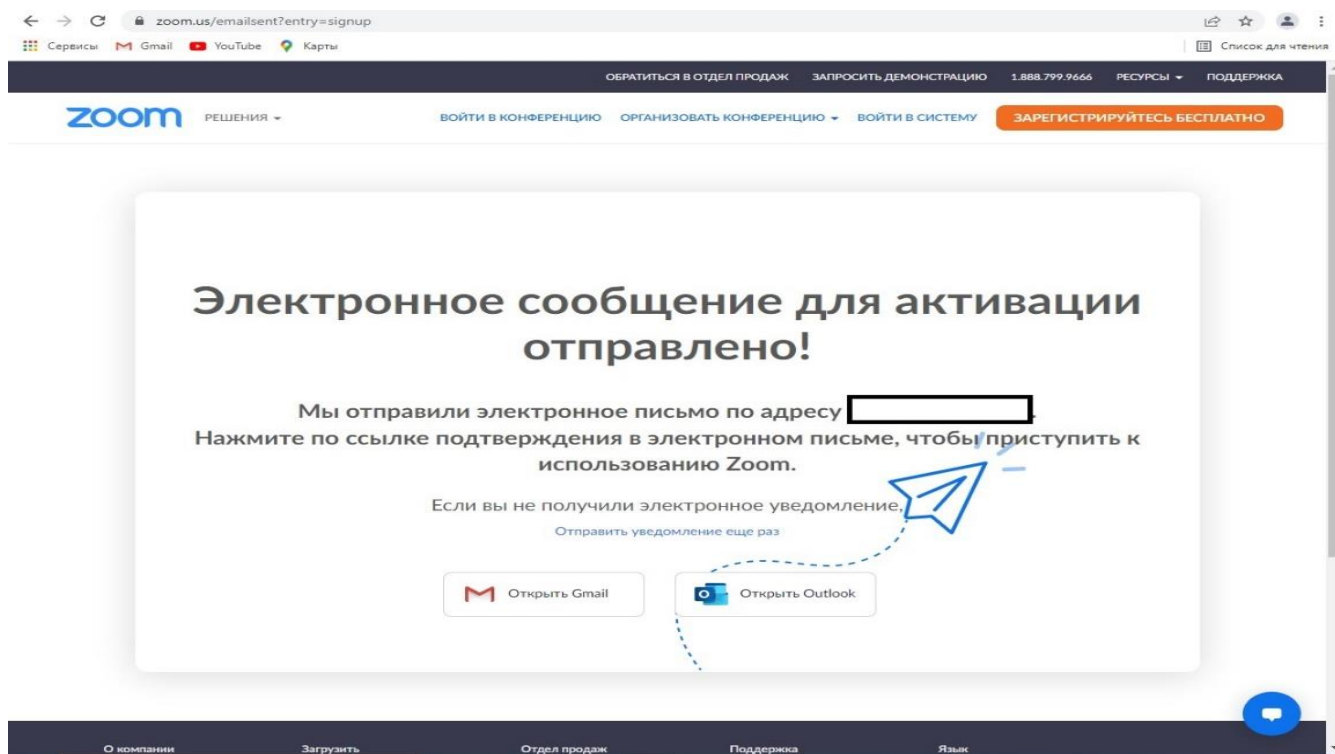 zoom.us/emailsent?entry=signup
Сервисы Gmail YouTube Карты Список для чтения
ОБРАТИТЬСЯ В ОТДЕЛ ПРОДАЖ ЗАПРОСИТЬ ДЕМОНСТРАЦИЮ 1.888.799.9666 РЕСУРСЫ ПОДДЕРЖКА
zoom РЕШЕНИЯ ВОЙТИ В КОНФЕРЕНЦИЮ ОРГАНИЗОВАТЬ КОНФЕРЕНЦИЮ ВОЙТИ В СИСТЕМУ ЗАРЕГИСТРИРУЙТЕСЬ БЕСПЛАТНО
Электронное сообщение для активации
отправлено!
Мы отправили электронное письмо по адресу .
Нажмите по ссылке подтверждения в электронном письме, чтобы приступить к
использованию Zoom.
Если вы не получили электронное уведомление,
Отправить уведомление еще раз
Открыть Gmail Открыть Outlook
О компании Загрузить Отдел продаж Поддержка Язык